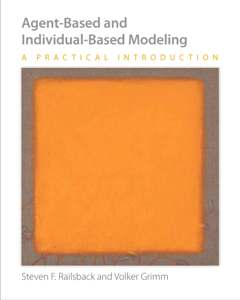 Agent-Based and
Individual-Based Modeling
A PRACTICAL INTRODUCTION
Steven F. Railsback and Volker Grimm